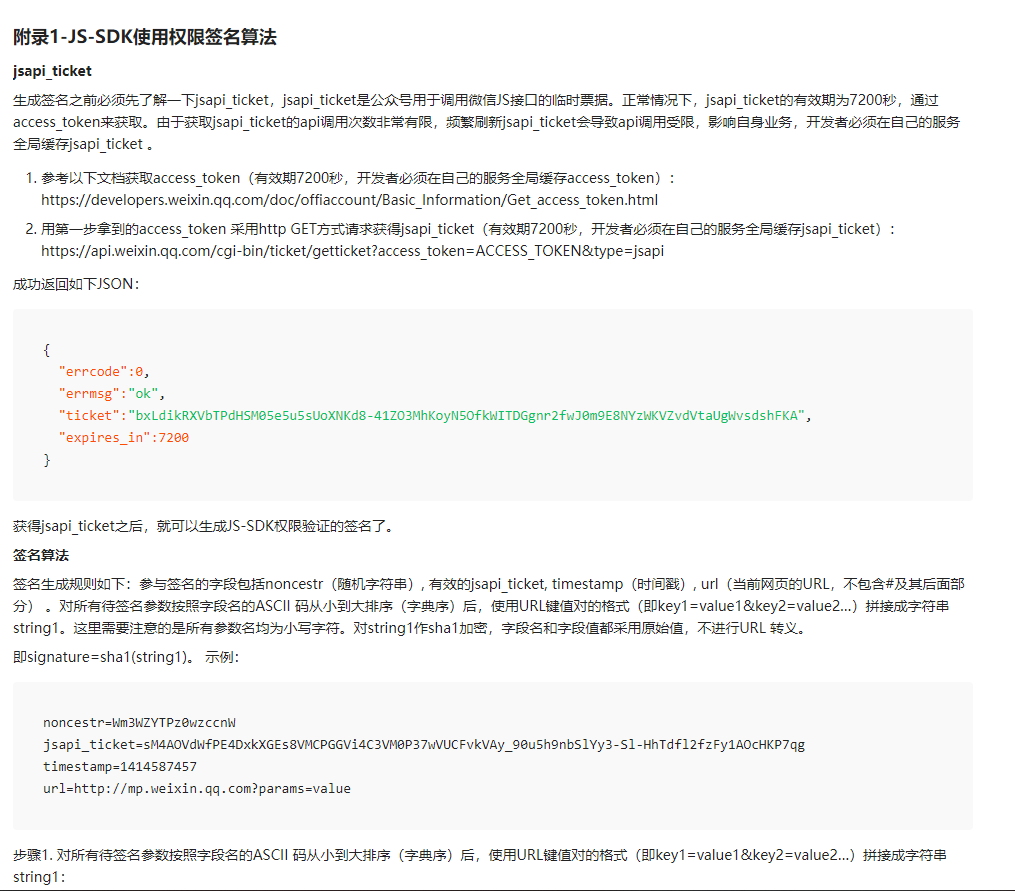 附录1-JS-SDK使用权限签名算法
jsapi_ticket
生成签名之前必须先了解一下jsapi_ticket，jsapi_ticket是公众号用于调用微信JS接口的临时票据。正常情况下，jsapi_ticket的有效期为7200秒，通过
access_token来获取。由于获取jsapi_ticket的api调用次数非常有限，频繁刷新jsapi_ticket会导致api调用受限，影响自身业务，开发者必须在自己的服务
全局缓存jsapi_ticket 。
1. 参考以下文档获取access_token（有效期7200秒，开发者必须在自己的服务全局缓存access_token）：
https://developers.weixin.qq.com/doc/offiaccount/Basic_Information/Get_access_token.html
2. 用第一步拿到的access_token 采用http GET方式请求获得jsapi_ticket（有效期7200秒，开发者必须在自己的服务全局缓存jsapi_ticket）：
https://api.weixin.qq.com/cgi-bin/ticket/getticket?access_token=ACCESS_TOKEN&type=jsapi
成功返回如下JSON：
{
"errcode":0,
"errmsg":"ok",
"ticket":"bxLdikRXVbTPdHSM05e5u5sUoXNKd8-41ZO3MhKoyN5OfkWITDGgnr2fwJ0m9E8NYzWKVZvdVtaUgWvsdshFKA",
"expires_in":7200
}
获得jsapi_ticket之后，就可以生成JS-SDK权限验证的签名了。
签名算法
签名生成规则如下：参与签名的字段包括noncestr（随机字符串）, 有效的jsapi_ticket, timestamp（时间戳）, url（当前网页的URL，不包含#及其后面部
分） 。对所有待签名参数按照字段名的ASCII 码从小到大排序（字典序）后，使用URL键值对的格式（即key1=value1&key2=value2…）拼接成字符串
string1。这里需要注意的是所有参数名均为小写字符。对string1作sha1加密，字段名和字段值都采用原始值，不进行URL 转义。
即signature=sha1(string1)。 示例：
noncestr=Wm3WZYTPz0wzccnW
jsapi_ticket=sM4AOVdWfPE4DxkXGEs8VMCPGGVi4C3VM0P37wVUCFvkVAy_90u5h9nbSlYy3-Sl-HhTdfl2fzFy1AOcHKP7qg
timestamp=1414587457
url=http://mp.weixin.qq.com?params=value
步骤1. 对所有待签名参数按照字段名的ASCII 码从小到大排序（字典序）后，使用URL键值对的格式（即key1=value1&key2=value2…）拼接成字符串
string1：